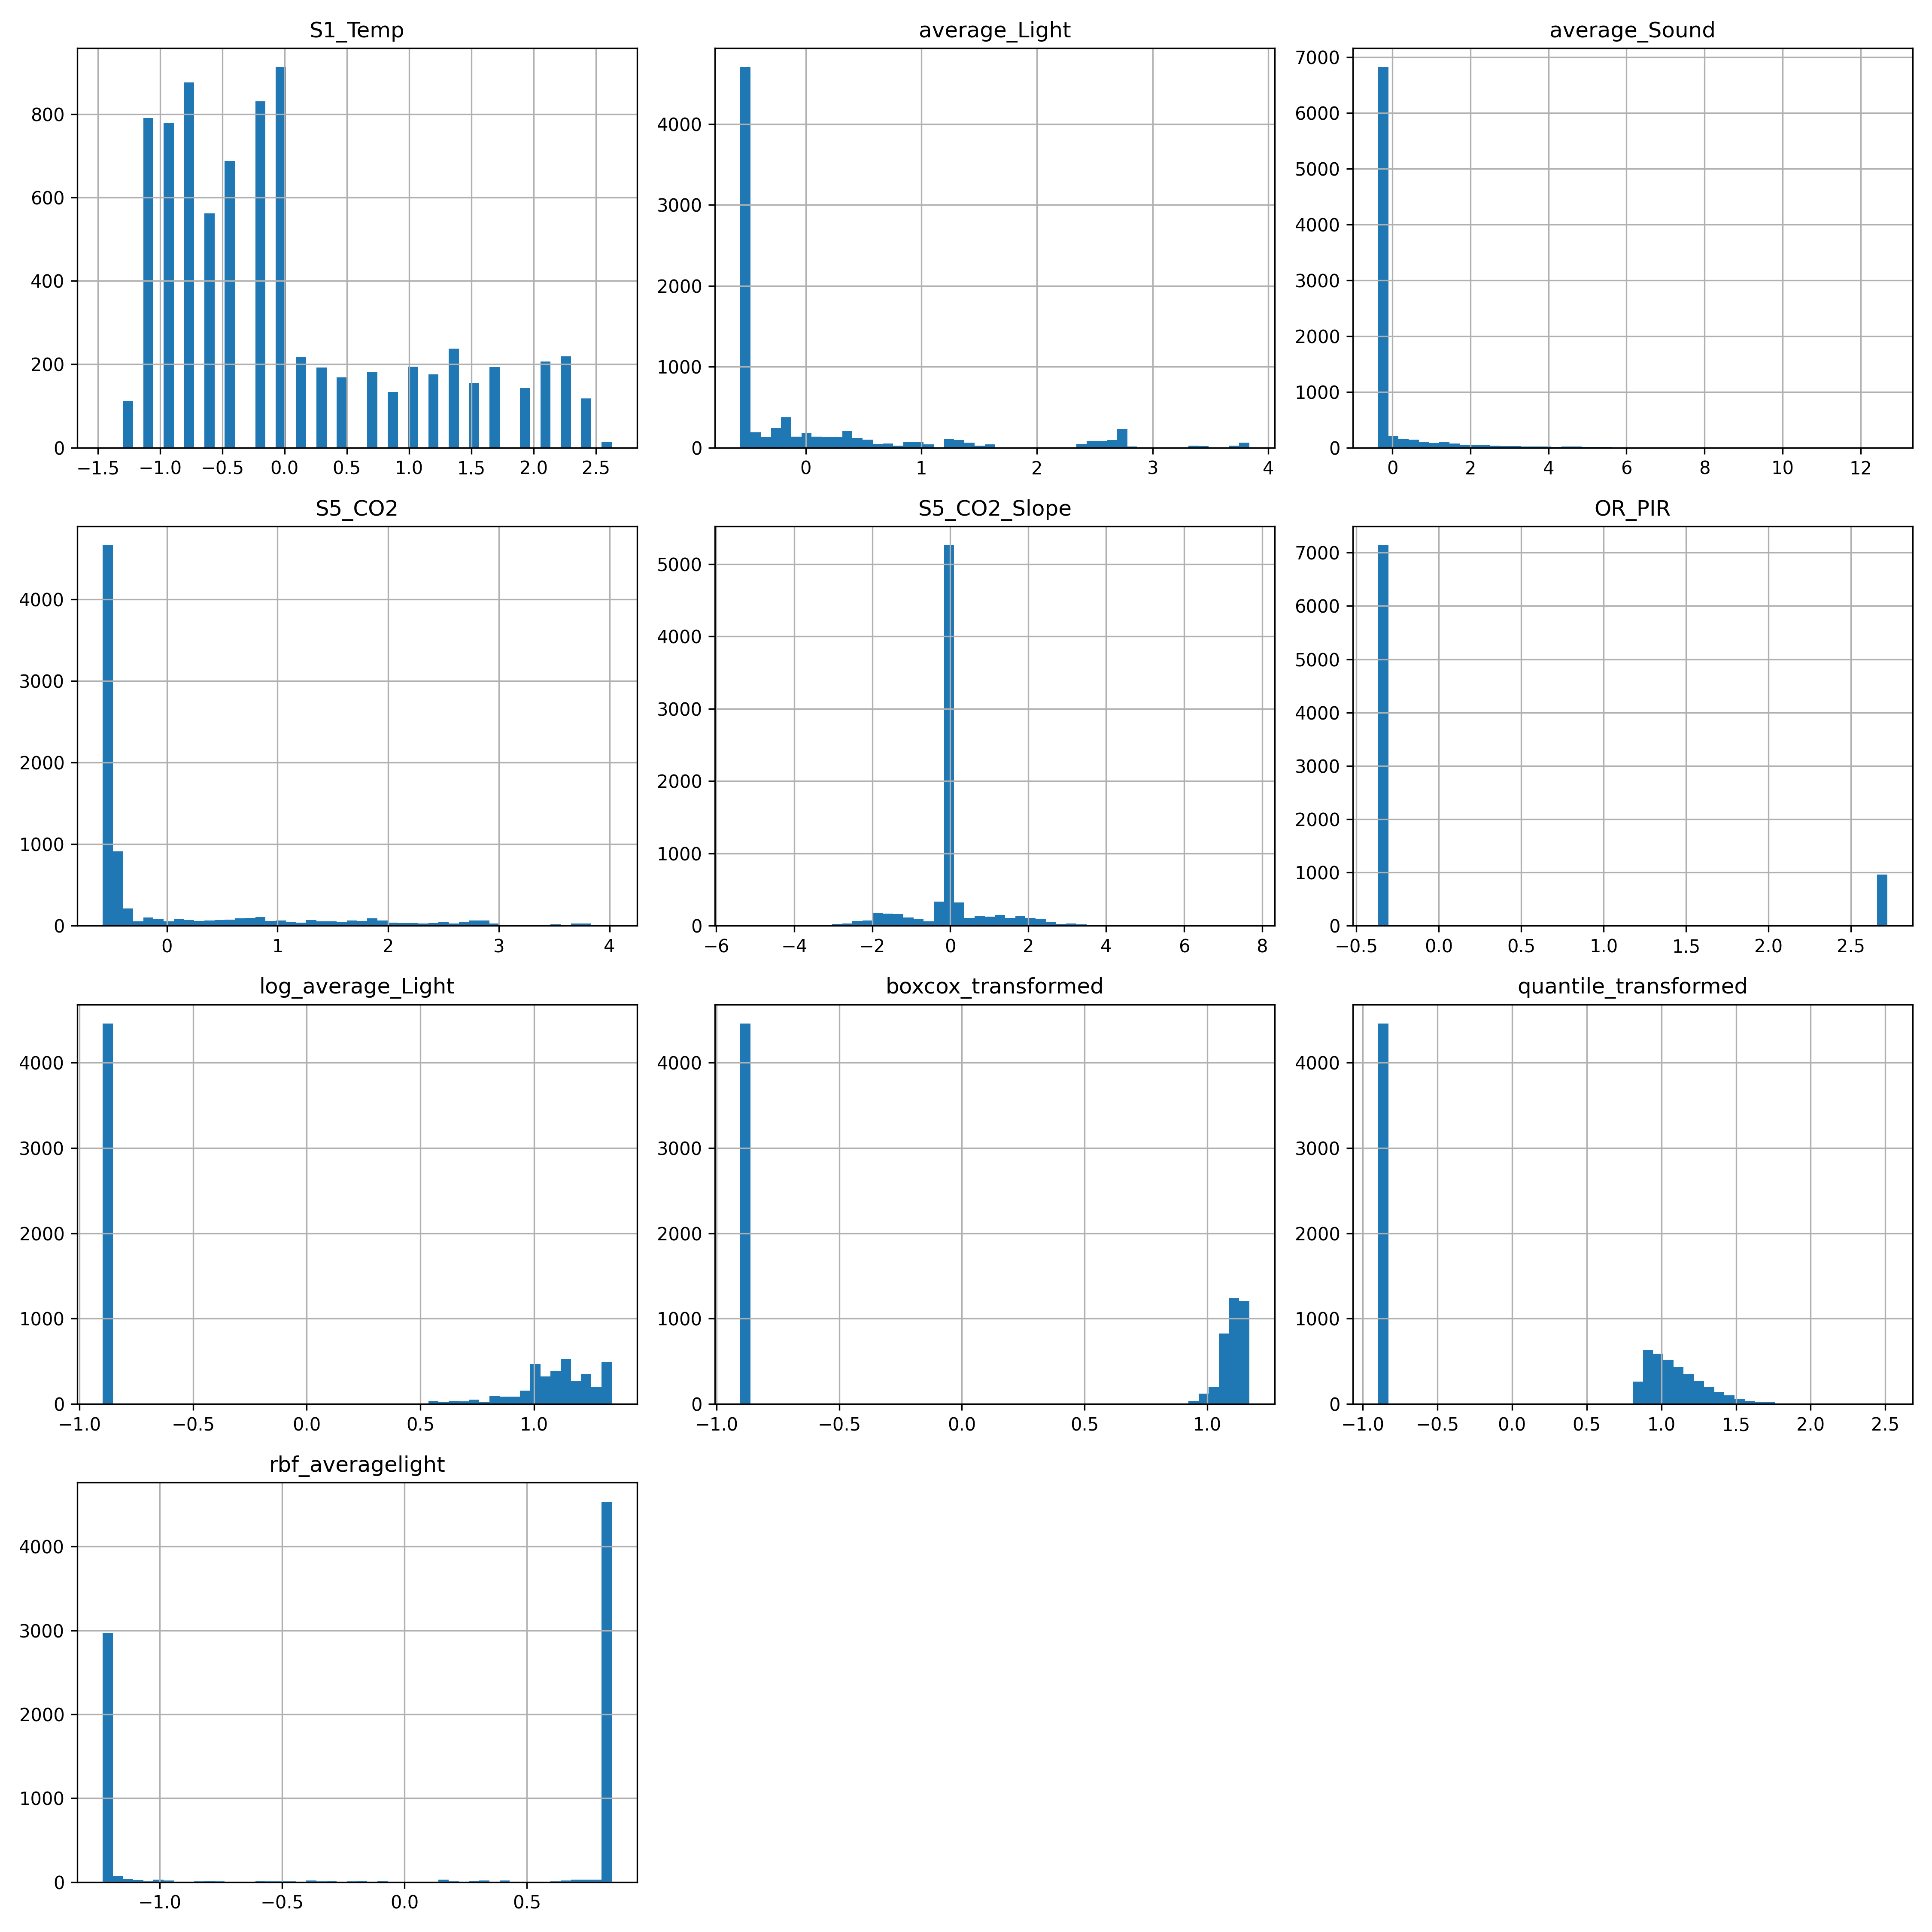 S1_Temp
average_Light
average_Sound
800
600
400
200
0
−1.5 −1.0 −0.5 0.0 0.5 1.0 1.5 2.0 2.5
4000
3000
2000
1000
0
0 1 2 3 4
7000
6000
5000
4000
3000
2000
1000
0
0 2 4 6 8 10 12
S5_CO2
S5_CO2_Slope
OR_PIR
4000
3000
2000
1000
0
0 1 2 3 4
5000
4000
3000
2000
1000
0
−6 −4 −2 0 2 4 6 8
7000
6000
5000
4000
3000
2000
1000
0
−0.5 0.0 0.5 1.0 1.5 2.0 2.5
log_average_Light
boxcox_transformed
quantile_transformed
4000
3000
2000
1000
0
−1.0 −0.5 0.0 0.5 1.0
4000
3000
2000
1000
0
−1.0 −0.5 0.0 0.5 1.0
4000
3000
2000
1000
0
−1.0 −0.5 0.0 0.5 1.0 1.5 2.0 2.5
rbf_averagelight
4000
3000
2000
1000
0
−1.0 −0.5 0.0 0.5